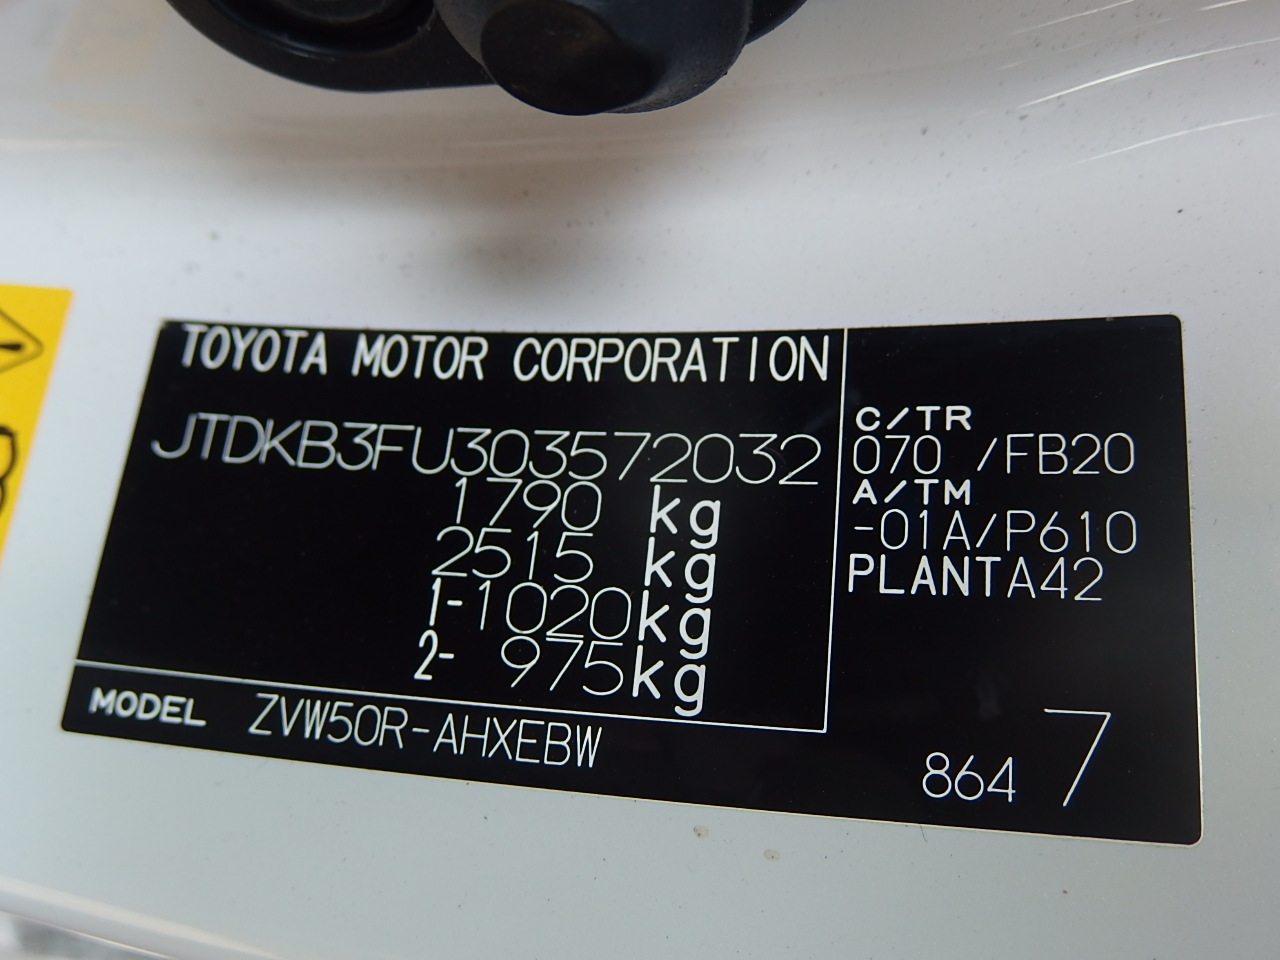 TOYOTA MOTOR CORPORATION
JTDKB3FU303572032
1790 kg
2515 kg
1-1020kg
2- 975kg
MODEL ZVW50R-AHXEBW
C/TR
070 /FB20
A/TM
-01A/P610
PLANTA42
864 7